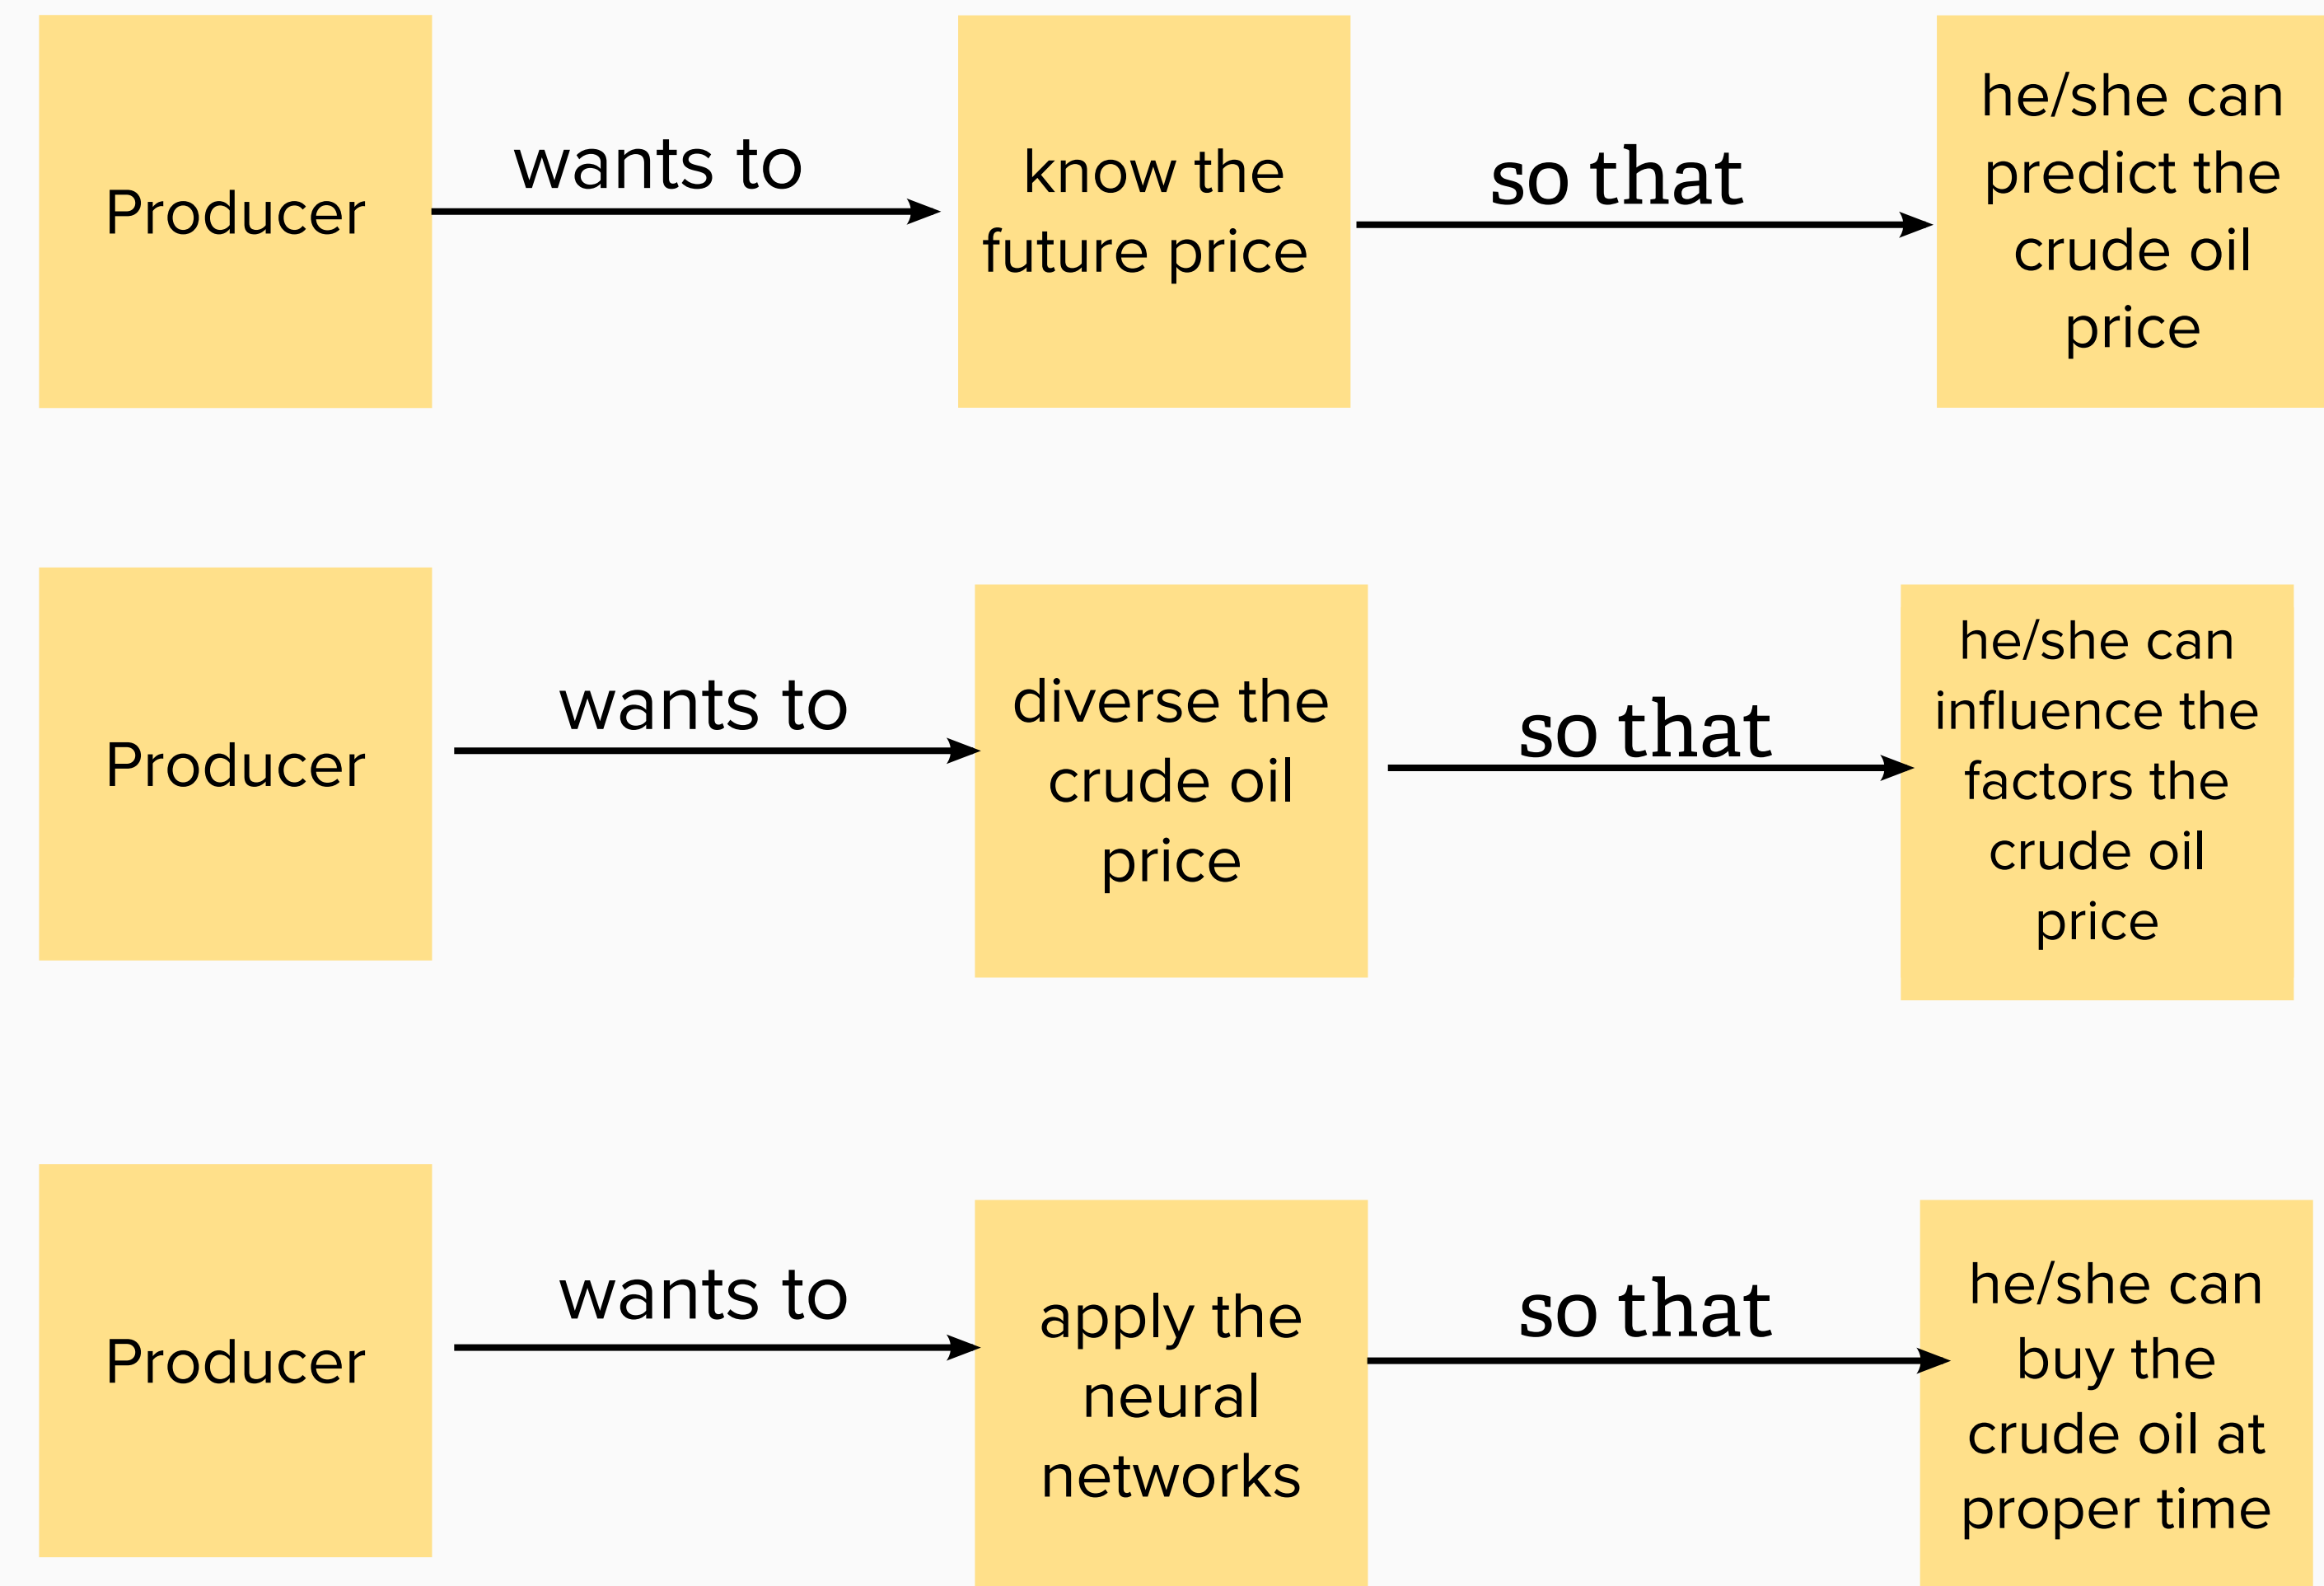 Producer
wants to
know the
future price
so that
he/she can
predict the
crude oil
price
Producer
wants to
diverse the
crude oil
price
so that
he/she can
influence the
factors the
crude oil
price
Producer
wants to
apply the
neural
networks
so that
he/she can
buy the
crude oil at
proper time